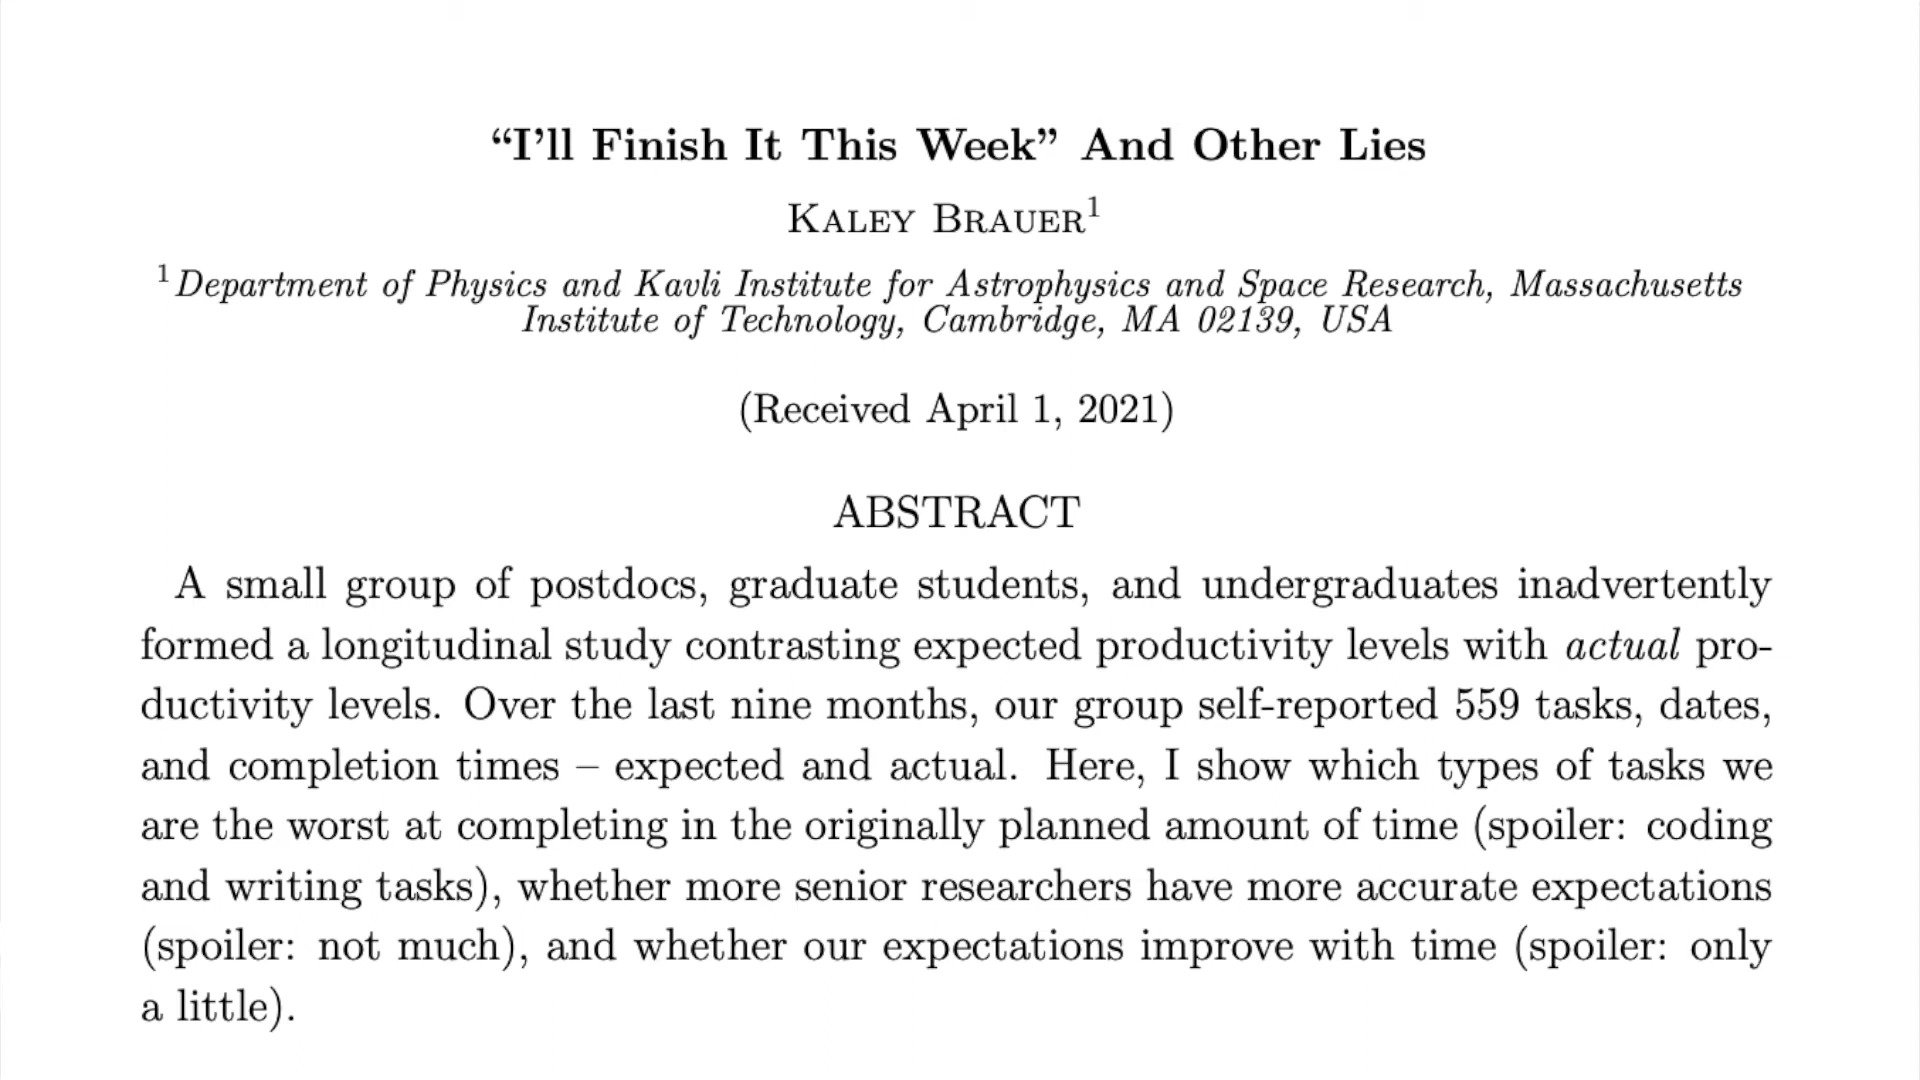 “I’ll Finish It This Week” And Other Lies
Kaley Brauer1
1 Department of Physics and Kavli Institute for Astrophysics and Space Research, Massachusetts
Institute of Technology, Cambridge, MA 02139, USA
(Received April 1, 2021)
ABSTRACT
A small group of postdocs, graduate students, and undergraduates inadvertently
formed a longitudinal study contrasting expected productivity levels with actual pro-
ductivity levels. Over the last nine months, our group self-reported 559 tasks, dates,
and completion times – expected and actual. Here, I show which types of tasks we
are the worst at completing in the originally planned amount of time (spoiler: coding
and writing tasks), whether more senior researchers have more accurate expectations
(spoiler: not much), and whether our expectations improve with time (spoiler: only
a little).